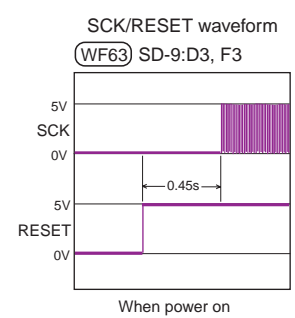 SCK/RESET waveform
WF63 SD-9:D3, F3
5V
SCK
0V
0.45s
5V
RESET
0V
When power on